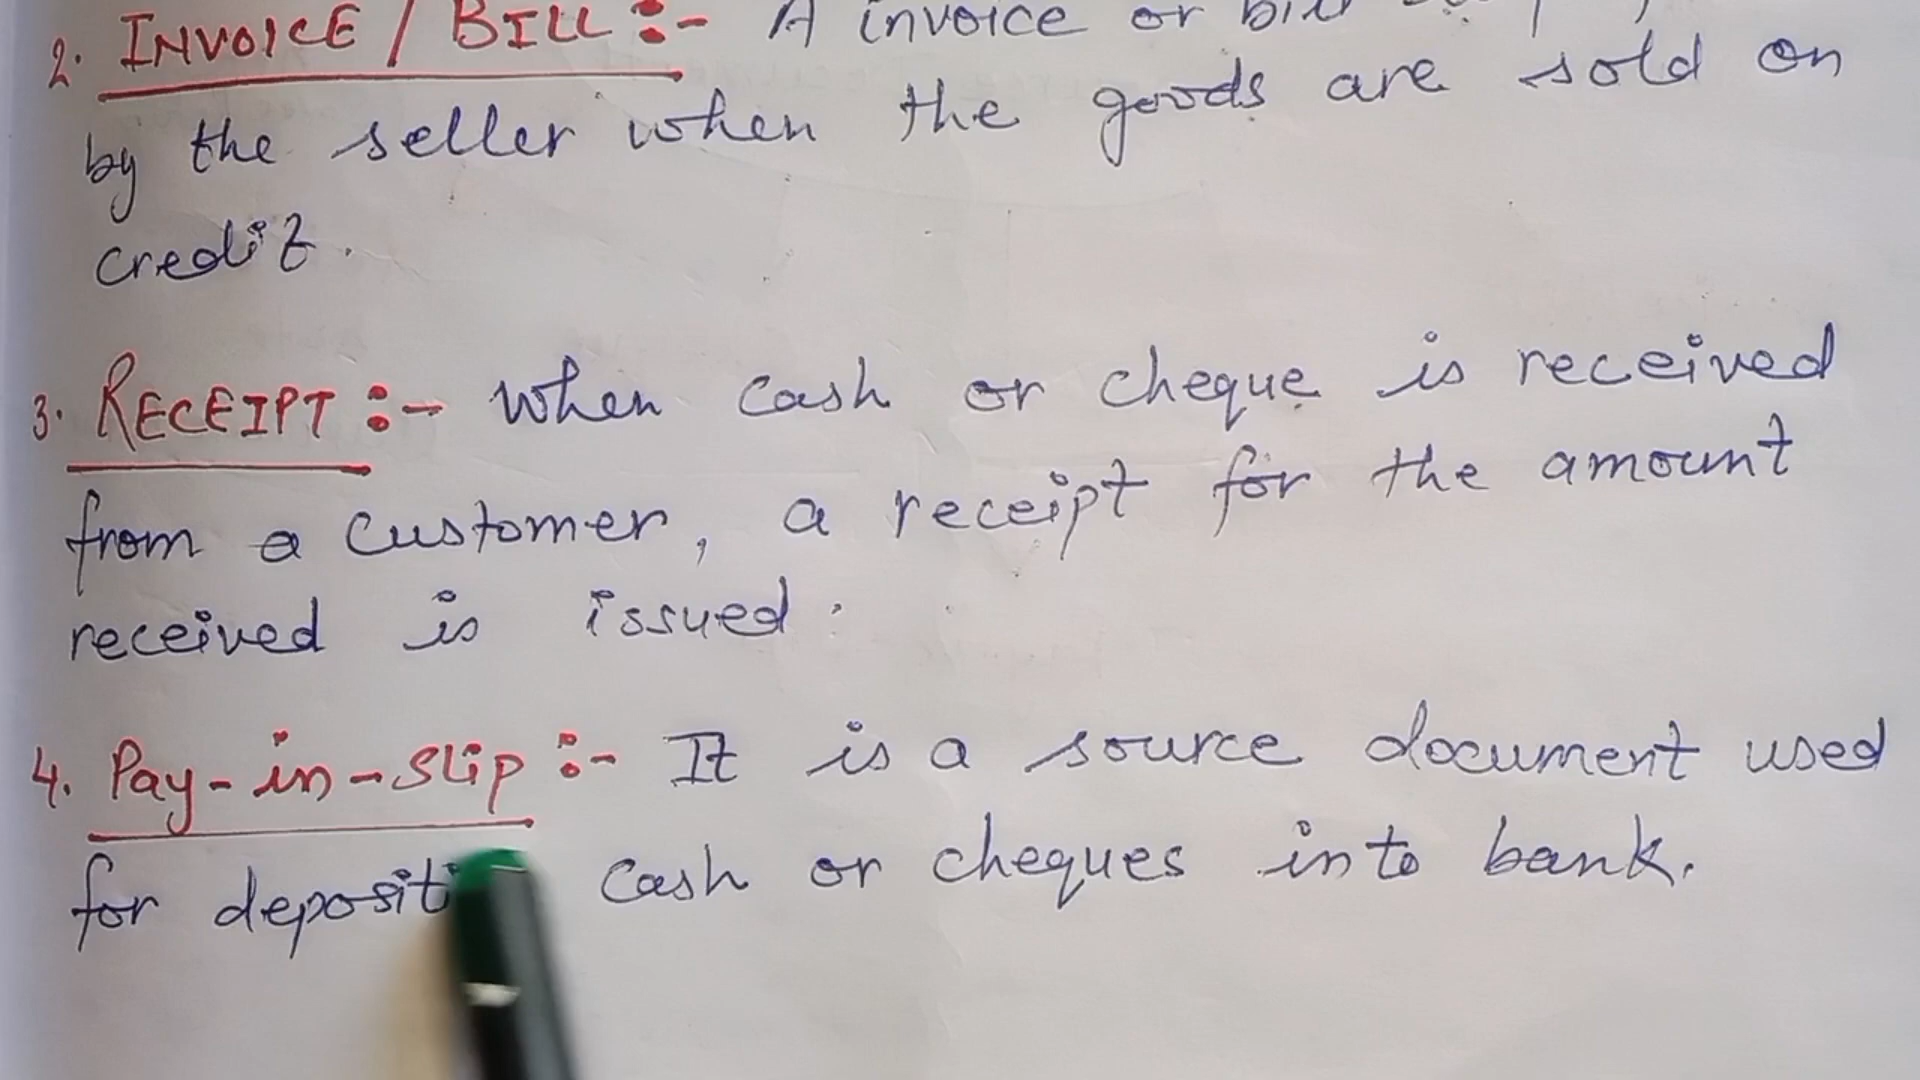 2. INVOICE / BILL :- A invoice or bill
by the seller when the goods are sold on
credit.
3. RECEIPT :- When cash or cheque is received
from a customer, a receipt for the amount
received is issued.
4. Pay-in-slip :- It is a source document used
for depositi cash or cheques into bank.